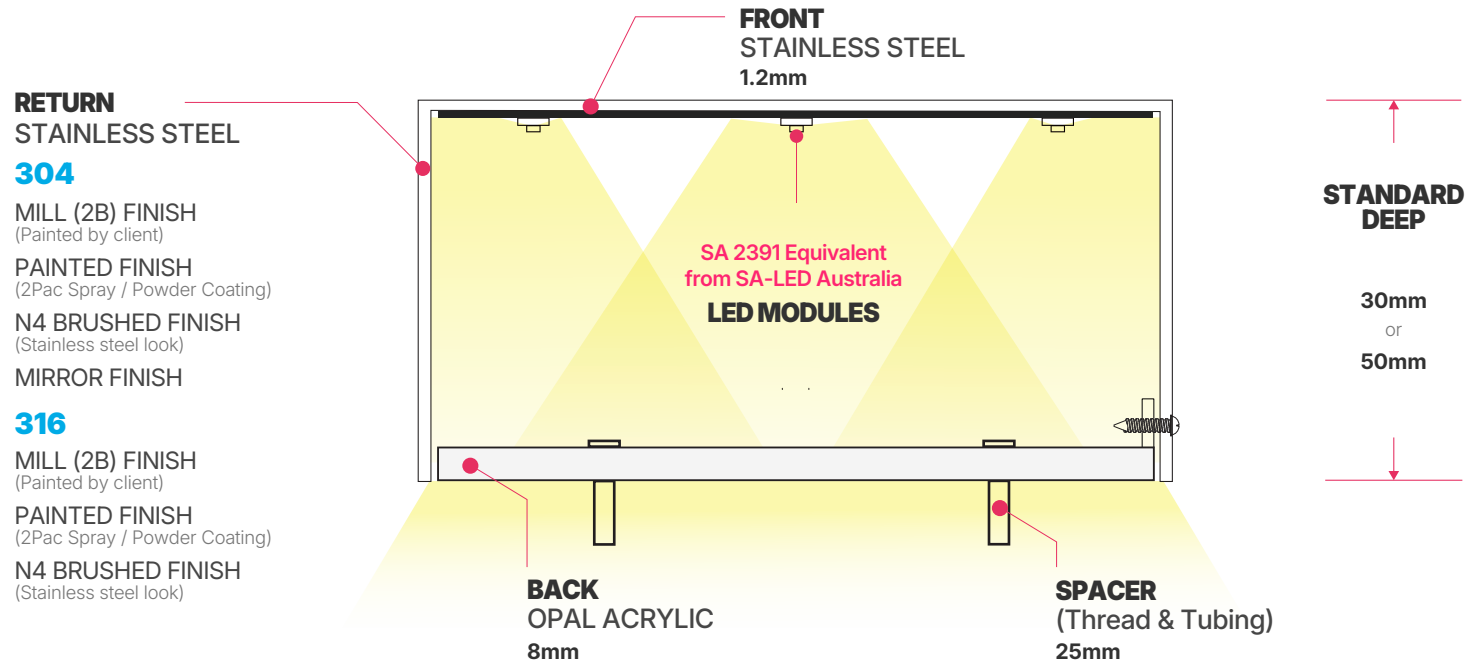 FRONT
STAINLESS STEEL
1.2mm
RETURN
STAINLESS STEEL
304
MILL (2B) FINISH
(Painted by client)
PAINTED FINISH
(2Pac Spray / Powder Coating)
N4 BRUSHED FINISH
(Stainless steel look)
MIRROR FINISH
316
MILL (2B) FINISH
(Painted by client)
PAINTED FINISH
(2Pac Spray / Powder Coating)
N4 BRUSHED FINISH
(Stainless steel look)
SA 2391 Equivalent
from SA-LED Australia
LED MODULES
STANDARD
DEEP
30mm
or
50mm
BACK
OPAL ACRYLIC
8mm
SPACER
(Thread & Tubing)
25mm